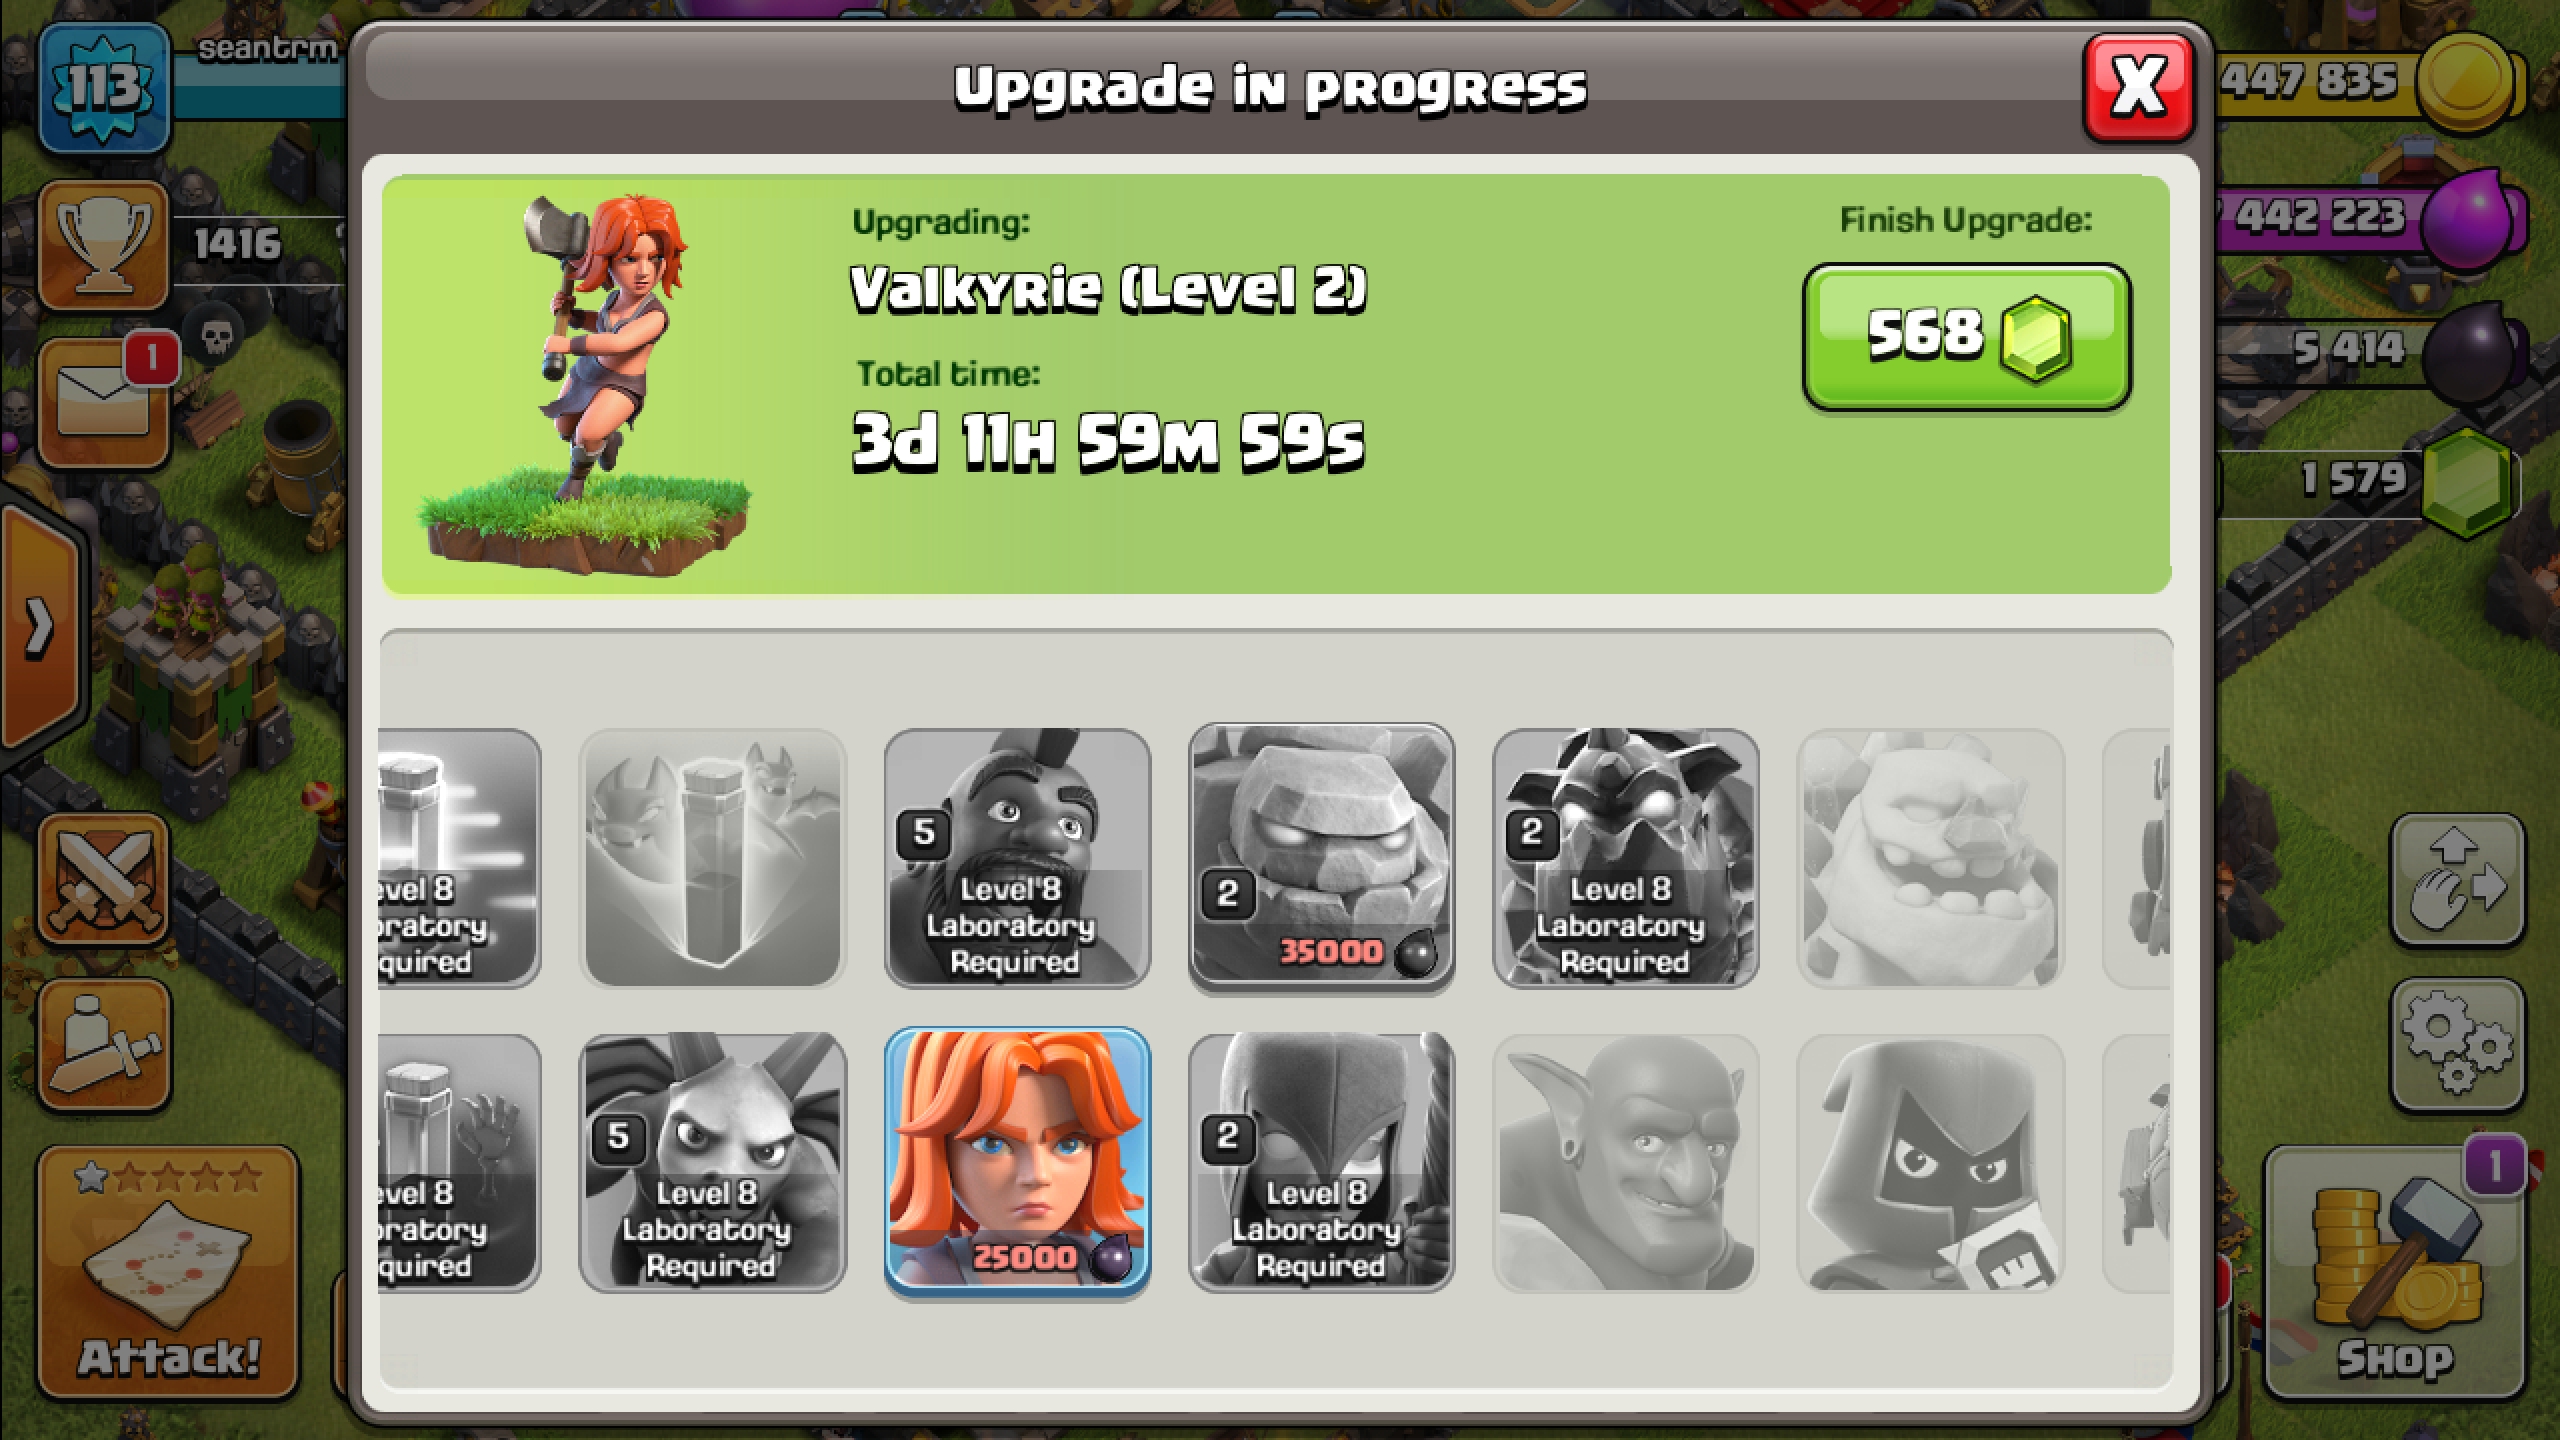 113
seantrm
Upgrade in progress
X
447 835
1416
442 223
1
5 414
1 579
Upgrading:
Valkyrie (Level 2)
Total time:
3d 11H 59M 59s
Finish Upgrade:
568
evel 8
oratory
quired
5
Level 8
Laboratory
Required
2
35000
2
Level 8
Laboratory
Required
evel 8
oratory
quired
5
Level 8
Laboratory
Required
25000
2
Level 8
Laboratory
Required
Attack!
1
Shop